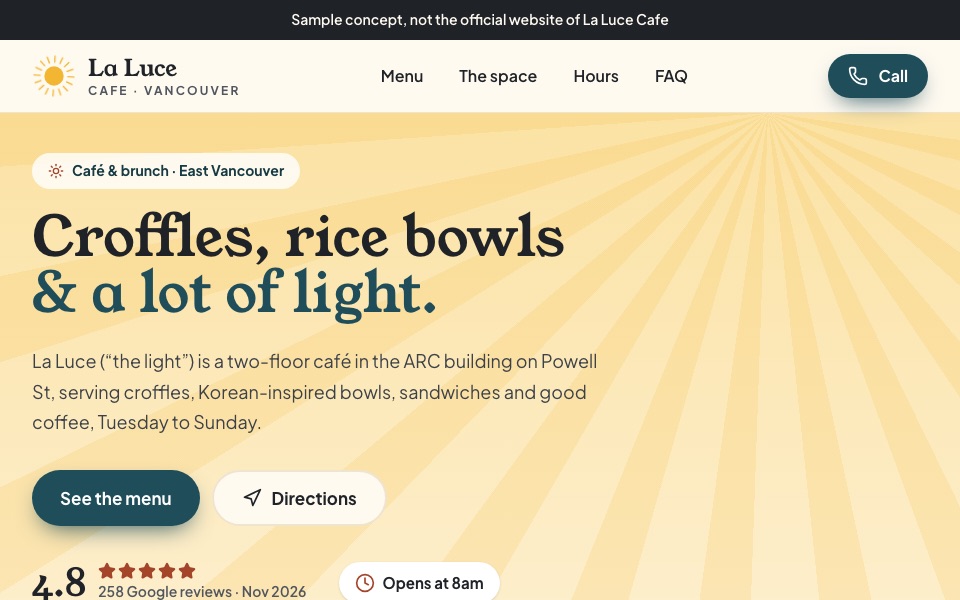 Sample concept, not the official website of La Luce Cafe
La Luce
CAFE · VANCOUVER
Menu
The space
Hours
FAQ
Call
Café & brunch · East Vancouver
Croffles, rice bowls
& a lot of light.
La Luce (“the light”) is a two-floor café in the ARC building on Powell
St, serving croffles, Korean-inspired bowls, sandwiches and good
coffee, Tuesday to Sunday.
See the menu
Directions
4.8
258 Google reviews · Nov 2026
Opens at 8am